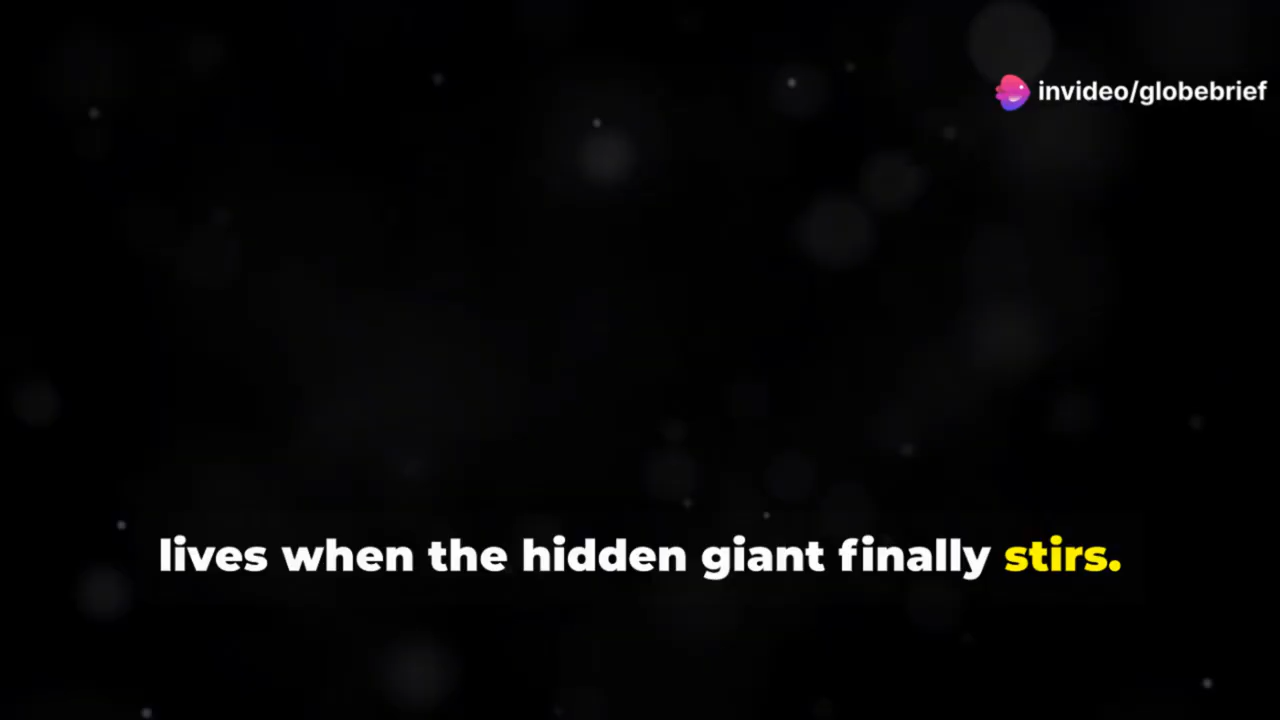 invideo/globebrief
lives when the hidden giant finally stirs.